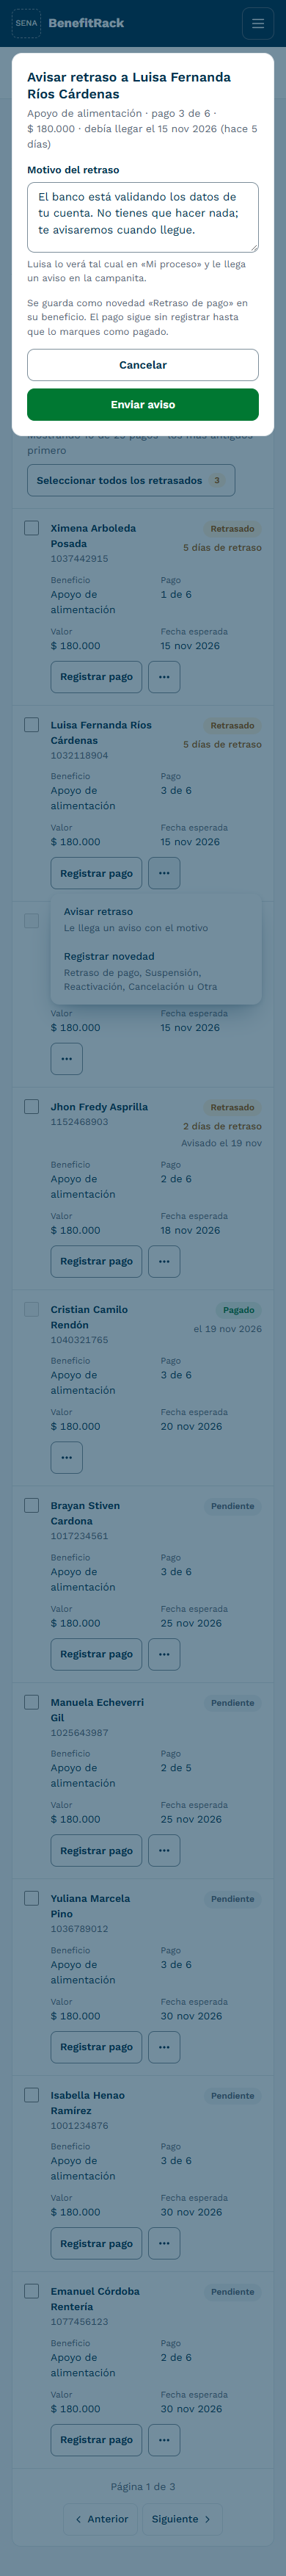 SENA BenefitRack
Avisar retraso a Luisa Fernanda
Ríos Cárdenas
Apoyo de alimentación · pago 3 de 6 ·
$ 180.000 · debía llegar el 15 nov 2026 (hace 5
días)
Motivo del retraso
El banco está validando los datos de
tu cuenta. No tienes que hacer nada;
te avisaremos cuando llegue.
Luisa lo verá tal cual en «Mi proceso» y le llega
un aviso en la campanita.
Se guarda como novedad «Retraso de pago» en
su beneficio. El pago sigue sin registrar hasta
que lo marques como pagado.
Cancelar
Enviar aviso
primero
Seleccionar todos los retrasados 3
Ximena Arboleda
Posada
1037442915
Retrasado
5 días de retraso
Beneficio Pago
Apoyo de
alimentación
1 de 6
Valor Fecha esperada
$ 180.000 15 nov 2026
Registrar pago ...
Luisa Fernanda Ríos
Cárdenas
1032118904
Retrasado
5 días de retraso
Beneficio Pago
Apoyo de
alimentación
3 de 6
Valor Fecha esperada
$ 180.000 15 nov 2026
Registrar pago ...
Avisar retraso
Le llega un aviso con el motivo
Registrar novedad
Retraso de pago, Suspensión,
Reactivación, Cancelación u Otra
Valor Fecha esperada
$ 180.000 15 nov 2026
...
Jhon Fredy Asprilla
1152468903
Retrasado
2 días de retraso
Avisado el 19 nov
Beneficio Pago
Apoyo de
alimentación
2 de 6
Valor Fecha esperada
$ 180.000 18 nov 2026
Registrar pago ...
Cristian Camilo
Rendón
1040321765
Pagado
el 19 nov 2026
Beneficio Pago
Apoyo de
alimentación
3 de 6
Valor Fecha esperada
$ 180.000 20 nov 2026
...
Brayan Stiven
Cardona
1017234561
Pendiente
Beneficio Pago
Apoyo de
alimentación
3 de 6
Valor Fecha esperada
$ 180.000 25 nov 2026
Registrar pago ...
Manuela Echeverri
Gil
1025643987
Pendiente
Beneficio Pago
Apoyo de
alimentación
2 de 5
Valor Fecha esperada
$ 180.000 25 nov 2026
Registrar pago ...
Yuliana Marcela
Pino
1036789012
Pendiente
Beneficio Pago
Apoyo de
alimentación
3 de 6
Valor Fecha esperada
$ 180.000 30 nov 2026
Registrar pago ...
Isabella Henao
Ramírez
1001234876
Pendiente
Beneficio Pago
Apoyo de
alimentación
3 de 6
Valor Fecha esperada
$ 180.000 30 nov 2026
Registrar pago ...
Emanuel Córdoba
Rentería
1077456123
Pendiente
Beneficio Pago
Apoyo de
alimentación
2 de 6
Valor Fecha esperada
$ 180.000 30 nov 2026
Registrar pago ...
Página 1 de 3
Anterior Siguiente